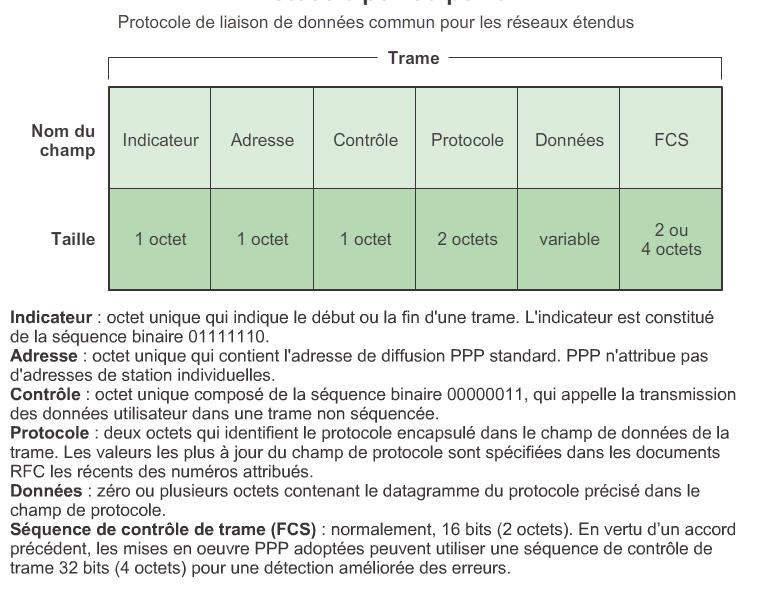 Protocole de liaison de données commun pour les réseaux étendus
Trame
Nom du champ
Indicateur
Adresse
Contrôle
Protocole
Données
FCS
Taille
1 octet
1 octet
1 octet
2 octets
variable
2 ou
4 octets
Indicateur : octet unique qui indique le début ou la fin d'une trame. L'indicateur est constitué
de la séquence binaire 01111110.
Adresse : octet unique qui contient l'adresse de diffusion PPP standard. PPP n'attribue pas
d'adresses de station individuelles.
Contrôle : octet unique composé de la séquence binaire 00000011, qui appelle la transmission
des données utilisateur dans une trame non séquencée.
Protocole : deux octets qui identifient le protocole encapsulé dans le champ de données de la
trame. Les valeurs les plus à jour du champ de protocole sont spécifiées dans les documents
RFC les récents des numéros attribués.
Données : zéro ou plusieurs octets contenant le datagramme du protocole précisé dans le
champ de protocole.
Séquence de contrôle de trame (FCS) : normalement, 16 bits (2 octets). En vertu d'un accord
précédent, les mises en oeuvre PPP adoptées peuvent utiliser une séquence de contrôle de
trame 32 bits (4 octets) pour une détection améliorée des erreurs.